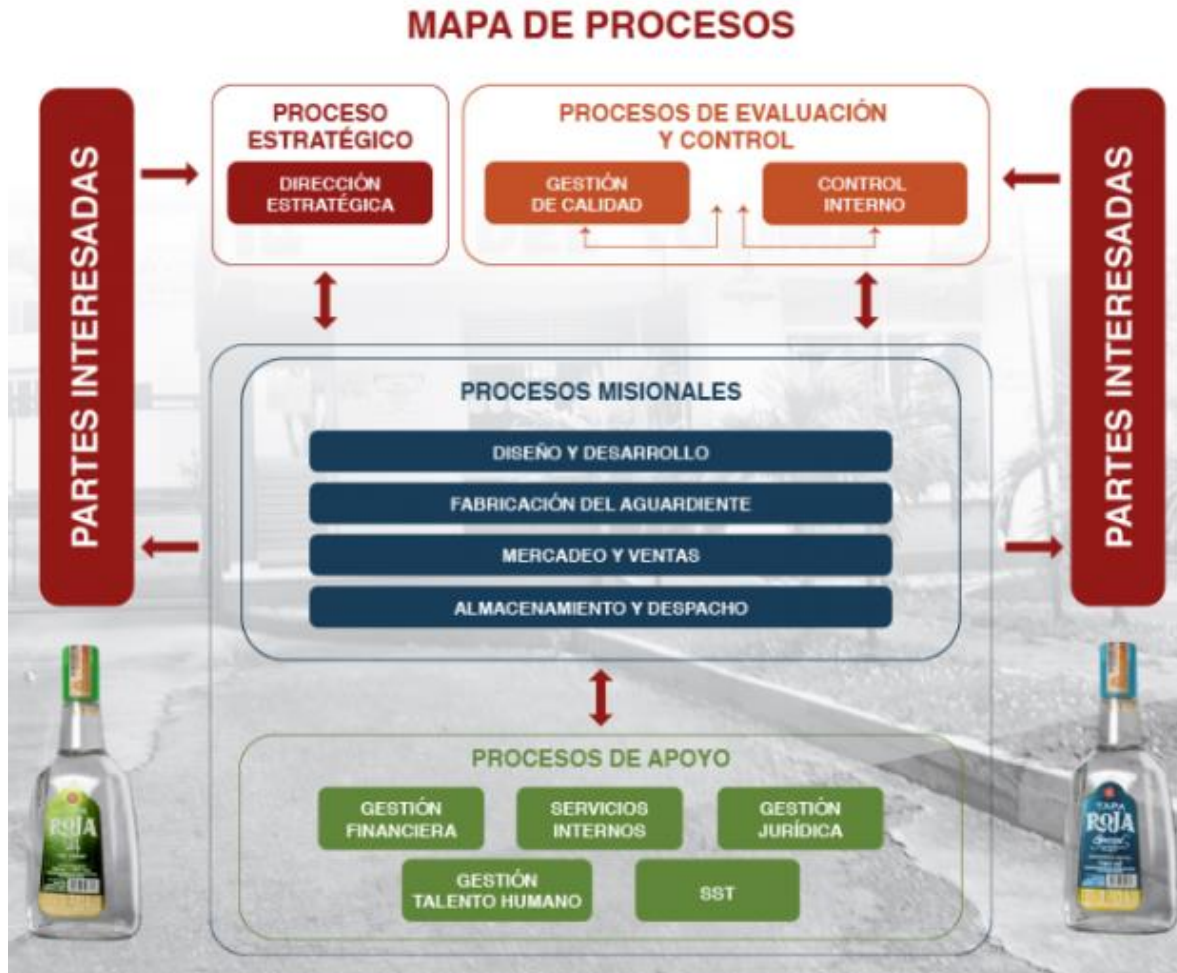 MAPA DE PROCESOS
PARTES INTERESADAS
PROCESO
ESTRATÉGICO
DIRECCIÓN
ESTRATÉGICA
PROCESOS DE EVALUACIÓN
Y CONTROL
GESTIÓN
DE CALIDAD
CONTROL
INTERNO
PARTES INTERESADAS
PROCESOS MISIONALES
DISEÑO Y DESARROLLO
FABRICACIÓN DEL AGUARDIENTE
MERCADEO Y VENTAS
ALMACENAMIENTO Y DESPACHO
PROCESOS DE APOYO
GESTIÓN
FINANCIERA
SERVICIOS
INTERNOS
GESTIÓN
JURÍDICA
GESTIÓN
TALENTO HUMANO
SST
ROJA
TAPA
ROJA